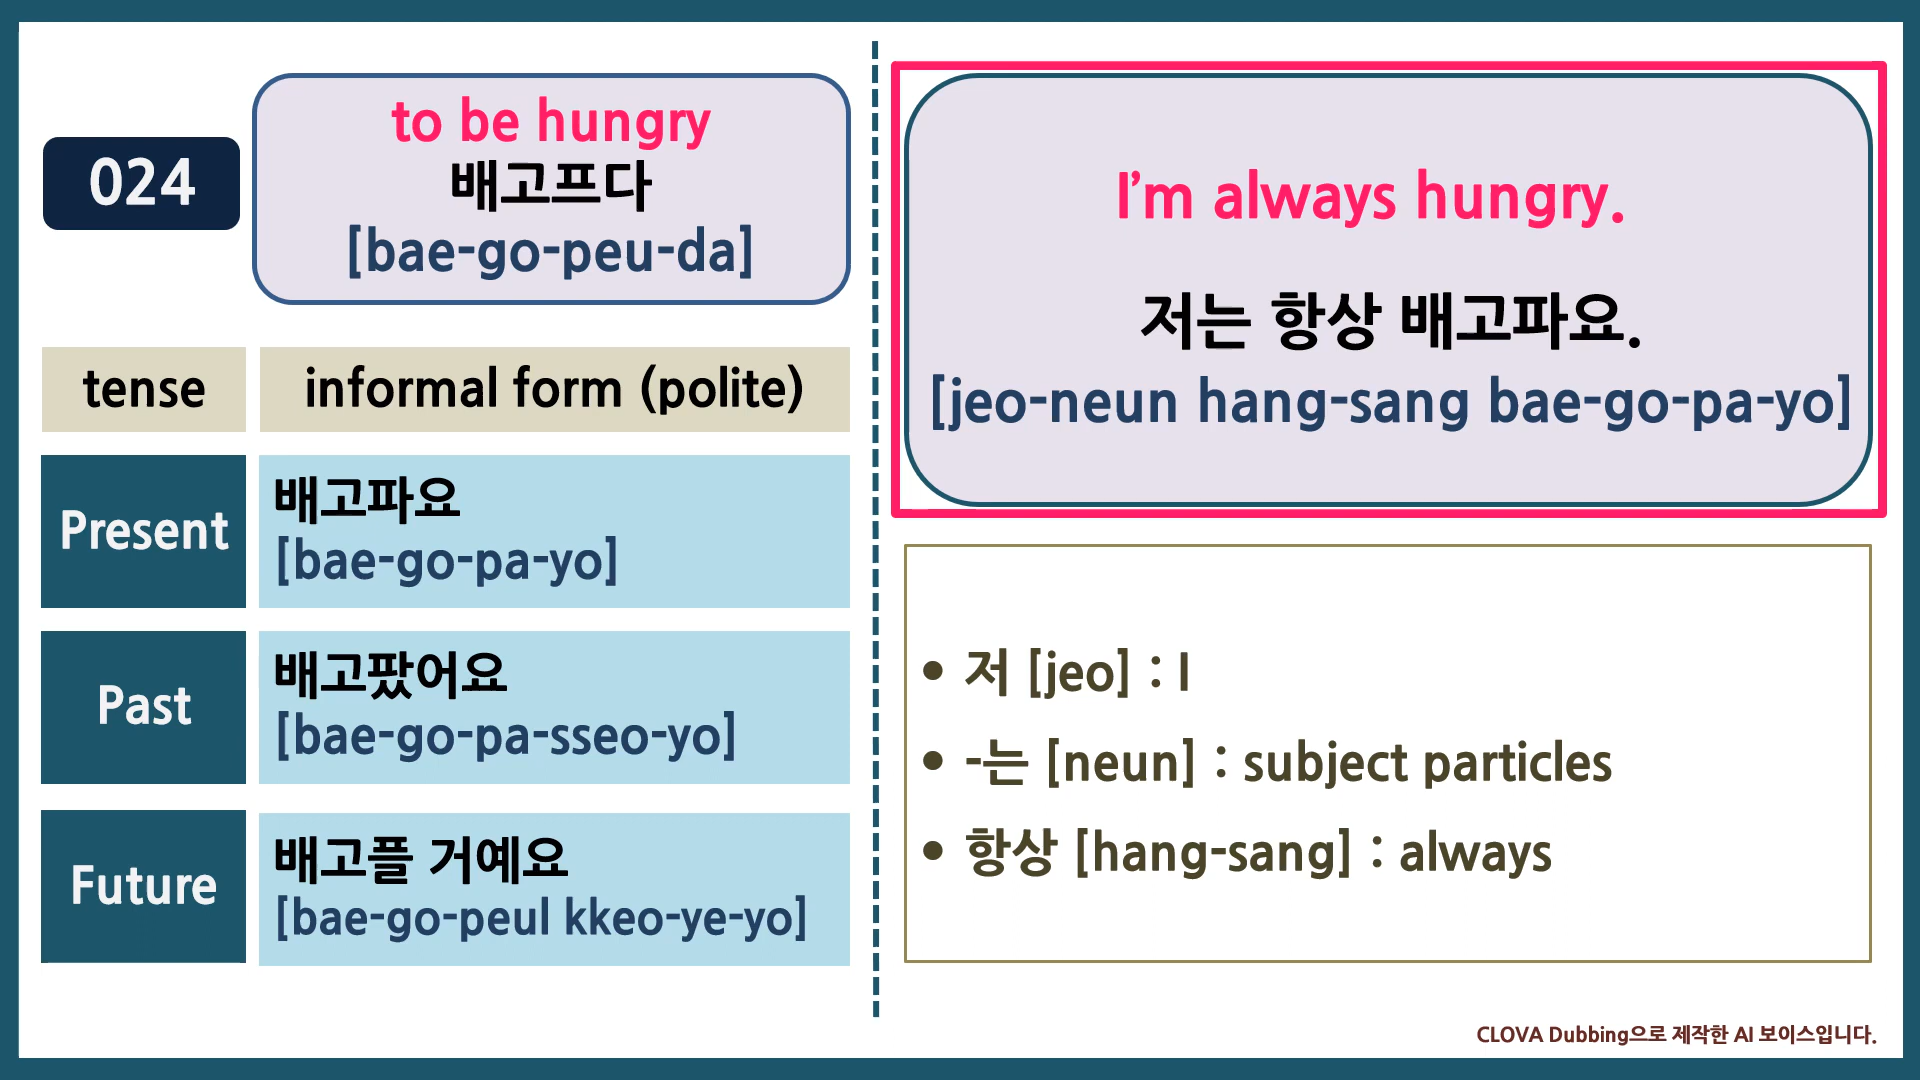 024
to be hungry
배고프다
[bae-go-peu-da]
tense
informal form (polite)
Present
배고파요
[bae-go-pa-yo]
Past
배고팠어요
[bae-go-pa-sseo-yo]
Future
배고플 거예요
[bae-go-peul kkeo-ye-yo]
I'm always hungry.
저는 항상 배고파요.
[jeo-neun hang-sang bae-go-pa-yo]
• 저 [jeo] : I
• -는 [neun] : subject particles
• 항상 [hang-sang] : always
CLOVA Dubbing으로 제작한 AI 보이스입니다.